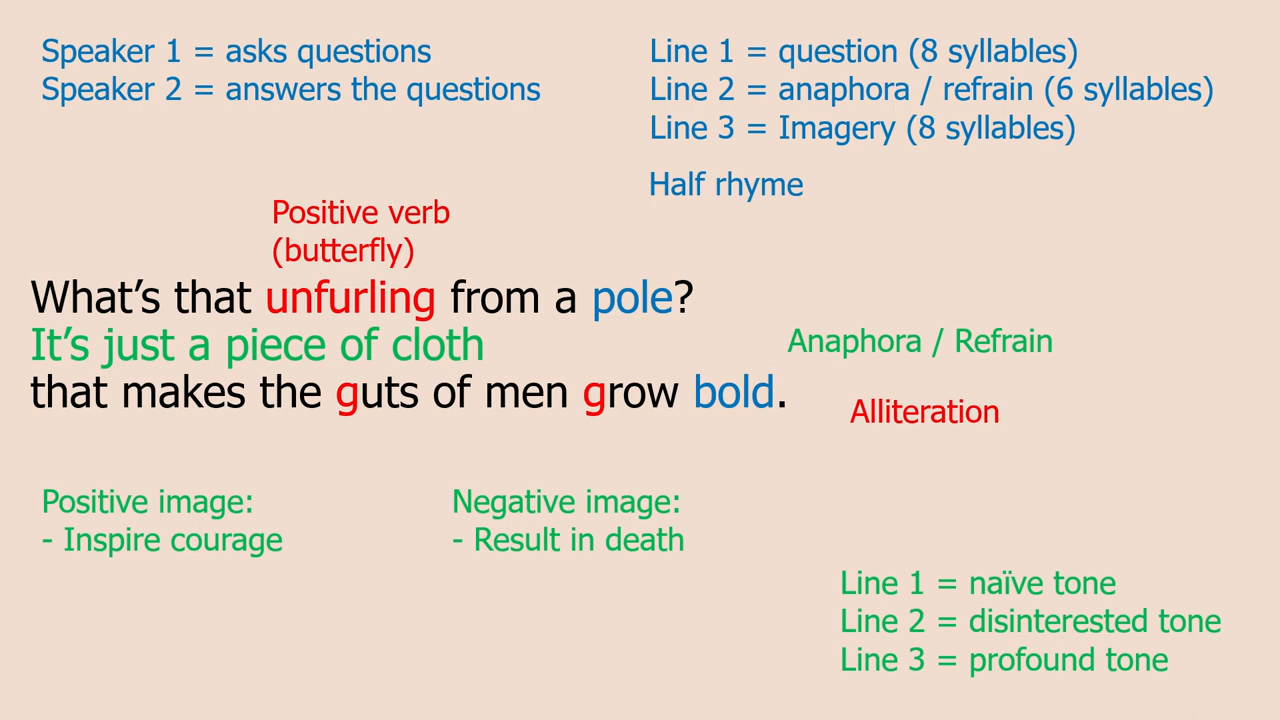 Speaker 1 = asks questions
Speaker 2 = answers the questions
Line 1 = question (8 syllables)
Line 2 = anaphora / refrain (6 syllables)
Line 3 = Imagery (8 syllables)
Half rhyme
Positive verb
(butterfly)
What’s that unfurling from a pole?
It’s just a piece of cloth
Anaphora / Refrain
that makes the guts of men grow bold.
Alliteration
Positive image:
- Inspire courage
Negative image:
- Result in death
Line 1 = naïve tone
Line 2 = disinterested tone
Line 3 = profound tone